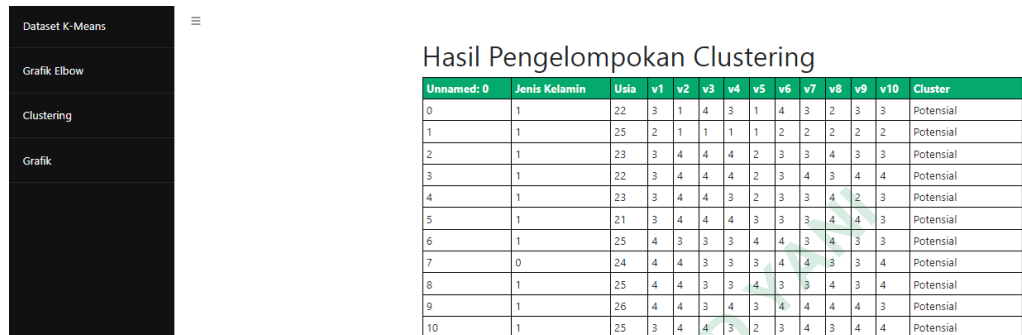 Dataset K-Means
☰
Grafik Elbow
Clustering
Grafik
Hasil Pengelompokan Clustering
Unnamed: 0 Jenis Kelamin Usia v1 v2 v3 v4 v5 v6 v7 v8 v9 v10 Cluster
0 1 22 3 1 4 3 1 4 3 2 3 3 Potensial
1 1 25 2 1 1 1 1 2 2 2 2 2 Potensial
2 1 23 3 4 4 4 2 3 3 4 3 3 Potensial
3 1 22 3 4 4 4 2 3 4 3 4 4 Potensial
4 1 23 3 4 4 3 2 3 3 4 2 3 Potensial
5 1 21 3 4 4 4 3 3 3 4 4 3 Potensial
6 1 25 4 3 3 3 4 4 3 4 3 3 Potensial
7 0 24 4 4 3 3 3 4 4 3 3 4 Potensial
8 1 25 4 4 3 3 4 3 3 4 3 4 Potensial
9 1 26 4 4 3 4 3 4 4 4 4 3 Potensial
10 1 25 3 4 4 3 2 3 4 3 4 4 Potensial
YANI